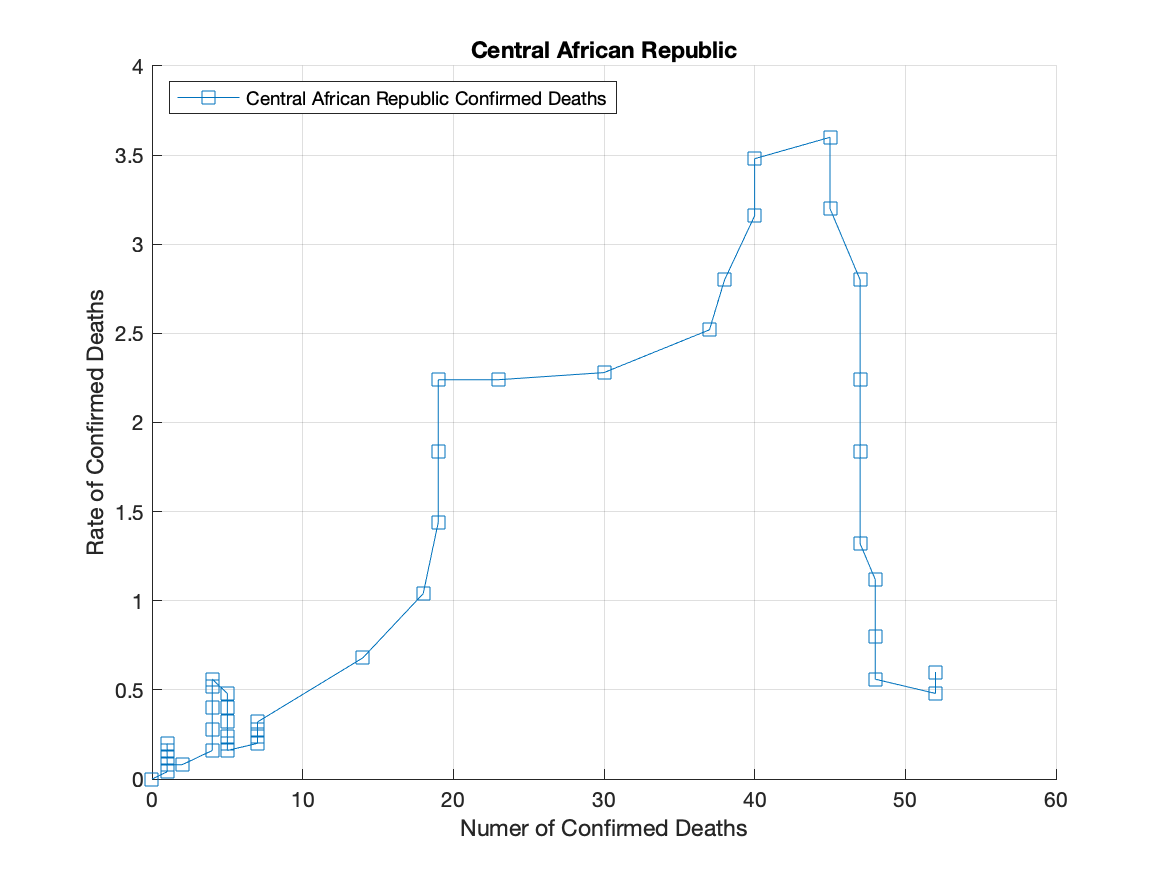 Central African Republic
Central African Republic Confirmed Deaths
4
3.5
3
2.5
2
1.5
1
0.5
0
Rate of Confirmed Deaths
0 10 20 30 40 50 60
Numer of Confirmed Deaths